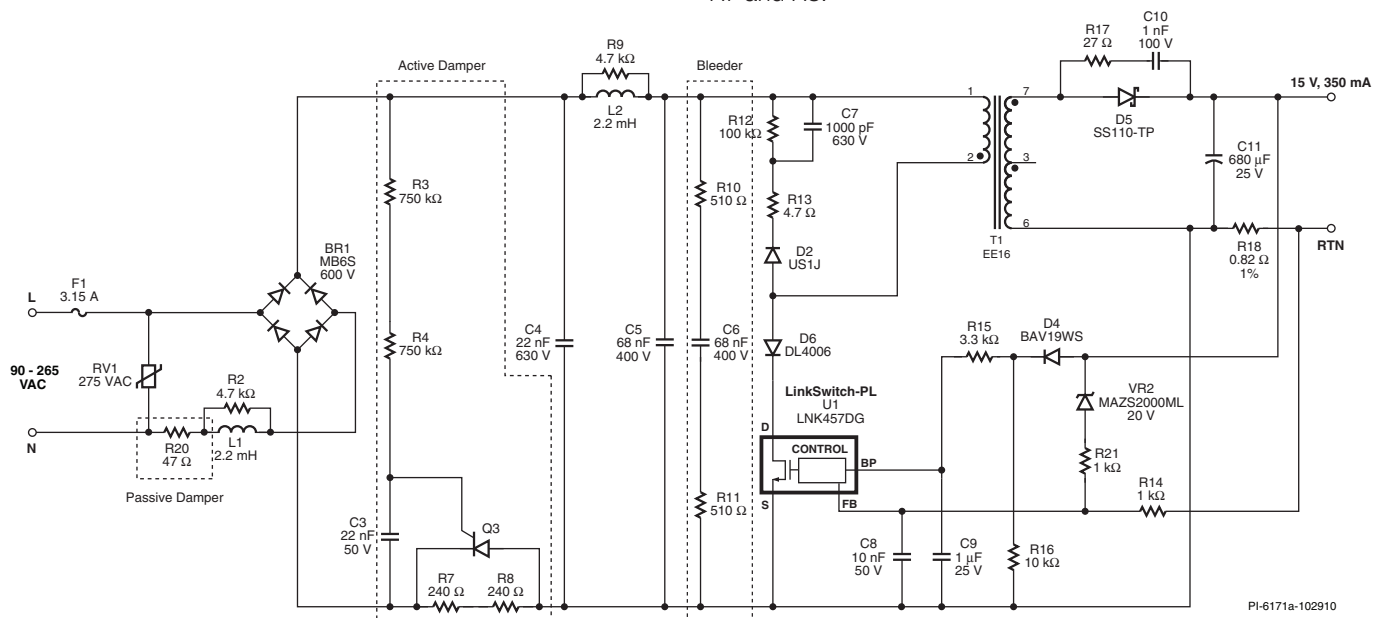 R17
27 Ω
C10
1 nF
100 V
R9
4.7 kΩ
Active Damper
Bleeder
15 V, 350 mA
L2
2.2 mH
R12
100 kΩ
C7
1000 pF
630 V
1
2
7
3
6
D5
SS110-TP
C11
680 μF
25 V
R3
750 kΩ
R10
510 Ω
R13
4.7 Ω
T1
EE16
R18
0.82 Ω
1%
RTN
BR1
MB6S
600 V
D2
US1J
F1
3.15 A
L
R4
750 kΩ
C4
22 nF
630 V
C5
68 nF
400 V
C6
68 nF
400 V
D6
DL4006
R15
3.3 kΩ
D4
BAV19WS
90 - 265
VAC
RV1
275 VAC
R2
4.7 kΩ
LinkSwitch-PL
U1
LNK457DG
VR2
MAZS2000ML
20 V
N
R20
47 Ω
L1
2.2 mH
D
CONTROL
BP
S
FB
R21
1 kΩ
R14
1 kΩ
Passive Damper
R11
510 Ω
C3
22 nF
50 V
Q3
C8
10 nF
50 V
C9
1 μF
25 V
R16
10 kΩ
R7
240 Ω
R8
240 Ω
PI-6171a-102910